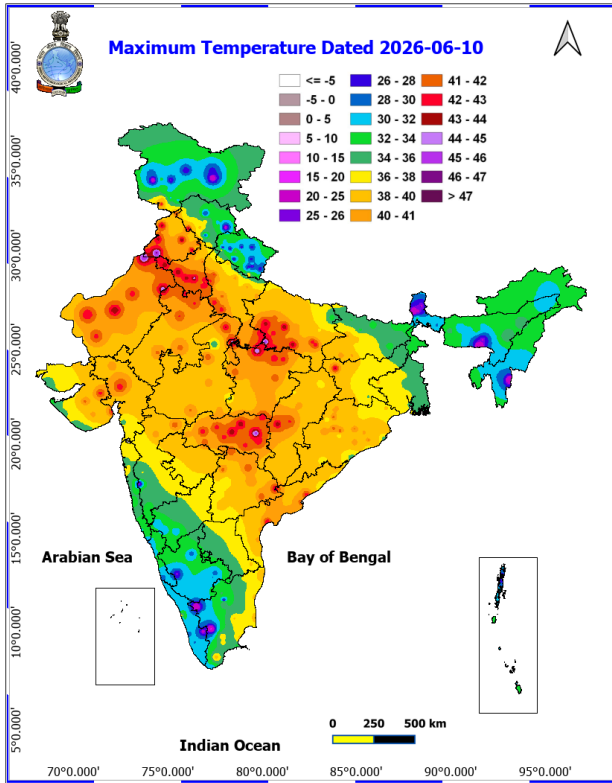 Maximum Temperature Dated 2026-06-10
<= -5
-5 - 0
0 - 5
5 - 10
10 - 15
15 - 20
20 - 25
25 - 26
26 - 28
28 - 30
30 - 32
32 - 34
34 - 36
36 - 38
38 - 40
40 - 41
41 - 42
42 - 43
43 - 44
44 - 45
45 - 46
46 - 47
> 47
40°0.000'
35°0.000'
30°0.000'
25°0.000'
20°0.000'
15°0.000'
10°0.000'
5°0.000'
Arabian Sea
Bay of Bengal
Indian Ocean
0 250 500 km
70°0.000' 75°0.000' 80°0.000' 85°0.000' 90°0.000' 95°0.000'